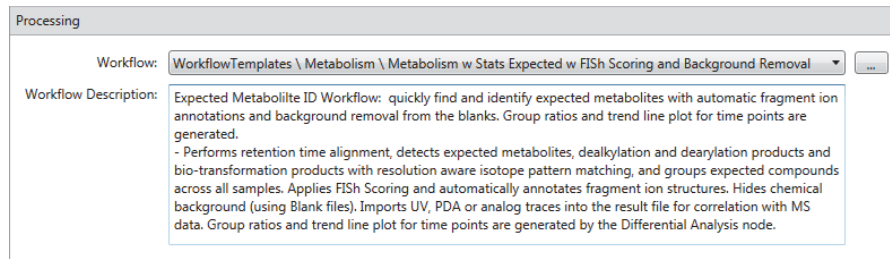 Processing
Workflow: WorkflowTemplates \ Metabolism \ Metabolism w Stats Expected w FISh Scoring and Background Removal ...
Workflow Description: Expected Metabolilte ID Workflow: quickly find and identify expected metabolites with automatic fragment ion
annotations and background removal from the blanks. Group ratios and trend line plot for time points are
generated.
- Performs retention time alignment, detects expected metabolites, dealkylation and dearylation products and
bio-transformation products with resolution aware isotope pattern matching, and groups expected compounds
across all samples. Applies FISh Scoring and automatically annotates fragment ion structures. Hides chemical
background (using Blank files). Imports UV, PDA or analog traces into the result file for correlation with MS
data. Group ratios and trend line plot for time points are generated by the Differential Analysis node.